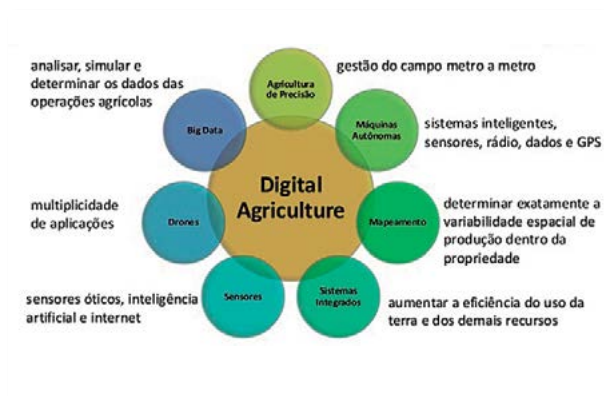 analisar, simular e
determinar os dados das
operações agrícolas
Agricultura
de Precisão
gestão do campo metro a metro
Big Data
Máquinas
Autônomas
sistemas inteligentes,
sensores, rádio, dados e GPS
Digital
Agriculture
multiplicidade
de aplicações
Drones
Mapeamento
determinar exatamente a
variabilidade espacial de
produção dentro da
propriedade
sensores óticos, inteligência
artificial e internet
Sensores
Sistemas
Integrados
aumentar a eficiência do uso da
terra e dos demais recursos